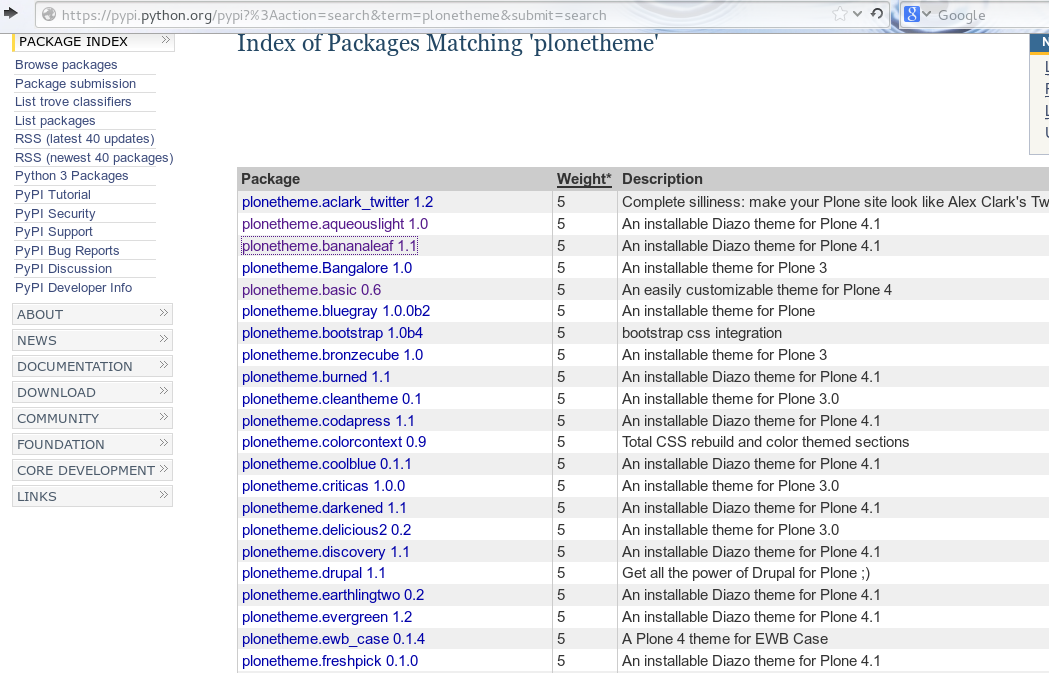 https://pypi.python.org/pypi?%3Aaction=search&term=plonetheme&submit=search
Google
PACKAGE INDEX
Browse packages
Package submission
List trove classifiers
List packages
RSS (latest 40 updates)
RSS (newest 40 packages)
Python 3 Packages
PyPI Tutorial
PyPI Security
PyPI Support
PyPI Bug Reports
PyPI Discussion
PyPI Developer Info
ABOUT
NEWS
DOCUMENTATION
DOWNLOAD
COMMUNITY
FOUNDATION
CORE DEVELOPMENT
LINKS
Index of Packages Matching 'plonetheme'
Package Weight* Description
plonetheme.aclark_twitter 1.2 5 Complete silliness: make your Plone site look like Alex Clark's Tw
plonetheme.aqueouslight 1.0 5 An installable Diazo theme for Plone 4.1
plonetheme.bananaleaf 1.1 5 An installable Diazo theme for Plone 4.1
plonetheme.Bangalore 1.0 5 An installable theme for Plone 3
plonetheme.basic 0.6 5 An easily customizable theme for Plone 4
plonetheme.bluegray 1.0.0b2 5 An installable theme for Plone
plonetheme.bootstrap 1.0b4 5 bootstrap css integration
plonetheme.bronzecube 1.0 5 An installable theme for Plone 3
plonetheme.burned 1.1 5 An installable Diazo theme for Plone 4.1
plonetheme.cleantheme 0.1 5 An installable theme for Plone 3.0
plonetheme.codapress 1.1 5 An installable Diazo theme for Plone 4.1
plonetheme.colorcontext 0.9 5 Total CSS rebuild and color themed sections
plonetheme.coolblue 0.1.1 5 An installable Diazo theme for Plone 4.1
plonetheme.criticas 1.0.0 5 An installable theme for Plone 3.0
plonetheme.darkened 1.1 5 An installable Diazo theme for Plone 4.1
plonetheme.delicious2 0.2 5 An installable theme for Plone 3.0
plonetheme.discovery 1.1 5 An installable Diazo theme for Plone 4.1
plonetheme.drupal 1.1 5 Get all the power of Drupal for Plone ;)
plonetheme.earthlingtwo 0.2 5 An installable Diazo theme for Plone 4.1
plonetheme.evergreen 1.2 5 An installable Diazo theme for Plone 4.1
plonetheme.ewb_case 0.1.4 5 A Plone 4 theme for EWB Case
plonetheme.freshpick 0.1.0 5 An installable Diazo theme for Plone 4.1